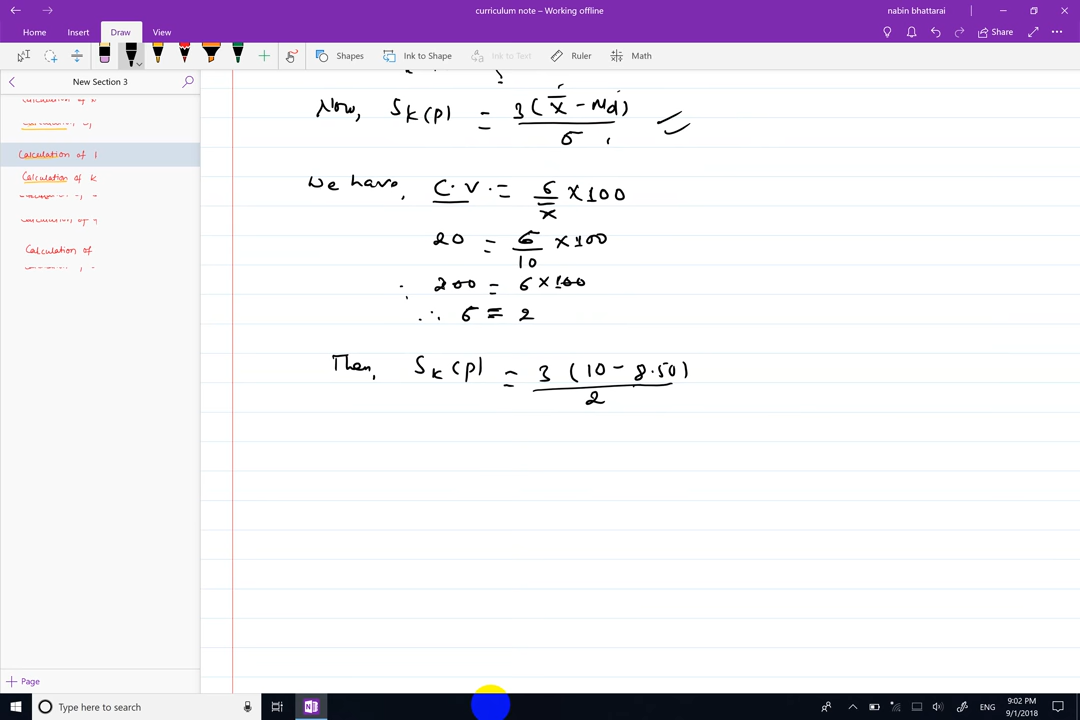 curriculum note – Working offline
nabin bhattarai
Home Insert Draw View
Share
Shapes Ink to Shape Ink to Text Ruler Math
New Section 3
Calculation of 1
Calculation of k
Calculation of
Page
Now, Sk(p) = 3(x̄ - Md) / σ
We have, C.V. = σ/x̄ × 100
20 = σ/10 × 100
∴ 200 = σ × 100
∴ σ = 2
Then, Sk(p) = 3 (10 - 8.50) / 2
Type here to search
ENG
9:02 PM
9/1/2018